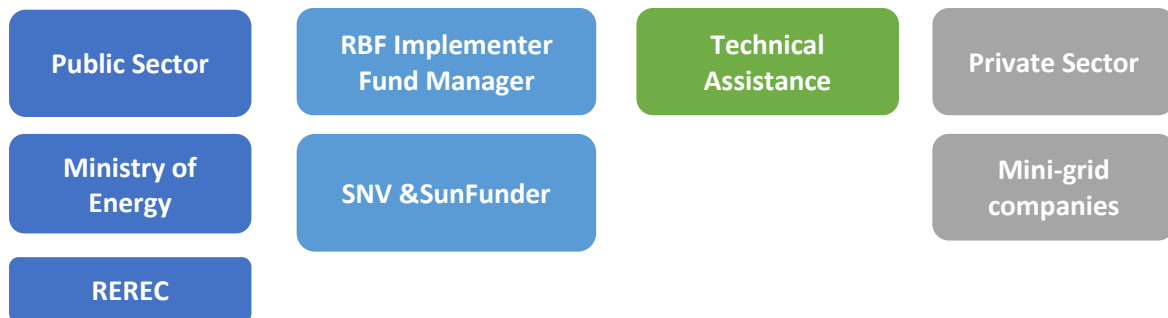 Public Sector
RBF Implementer
Fund Manager
Technical
Assistance
Private Sector
Ministry of
Energy
SNV &SunFunder
Mini-grid
companies
REREC